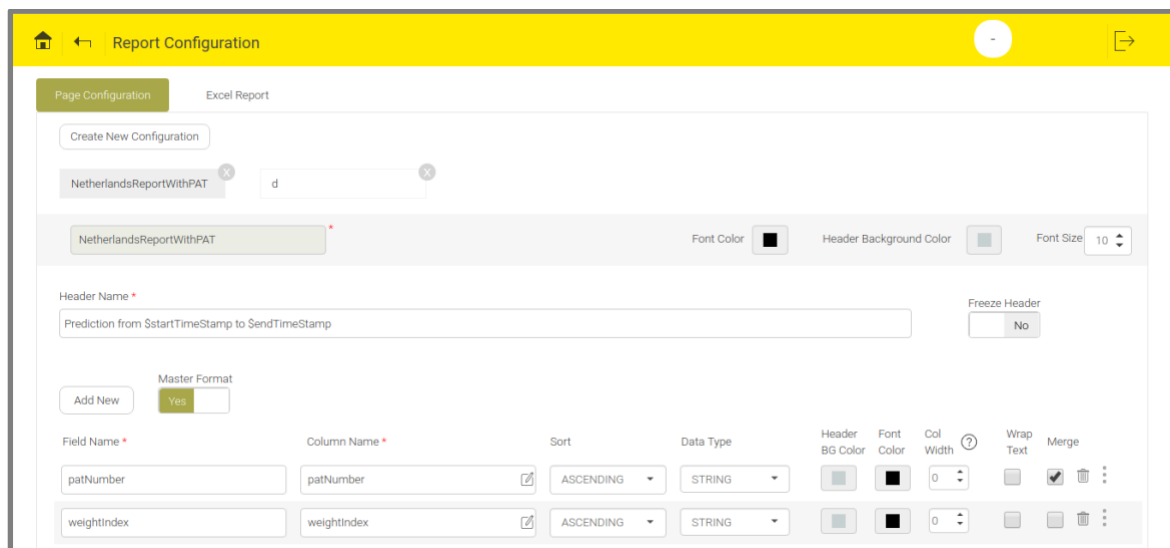 Report Configuration
-
Page Configuration Excel Report
Create New Configuration
NetherlandsReportWithPAT X d X
NetherlandsReportWithPAT * Font Color Header Background Color Font Size 10
Header Name * Freeze Header
Prediction from $startTimeStamp to $endTimeStamp No
Master Format
Add New Yes
Field Name * Column Name * Sort Data Type Header BG Color Font Color Col Width ? Wrap Text Merge
patNumber patNumber ASCENDING STRING 0
weightIndex weightIndex ASCENDING STRING 0